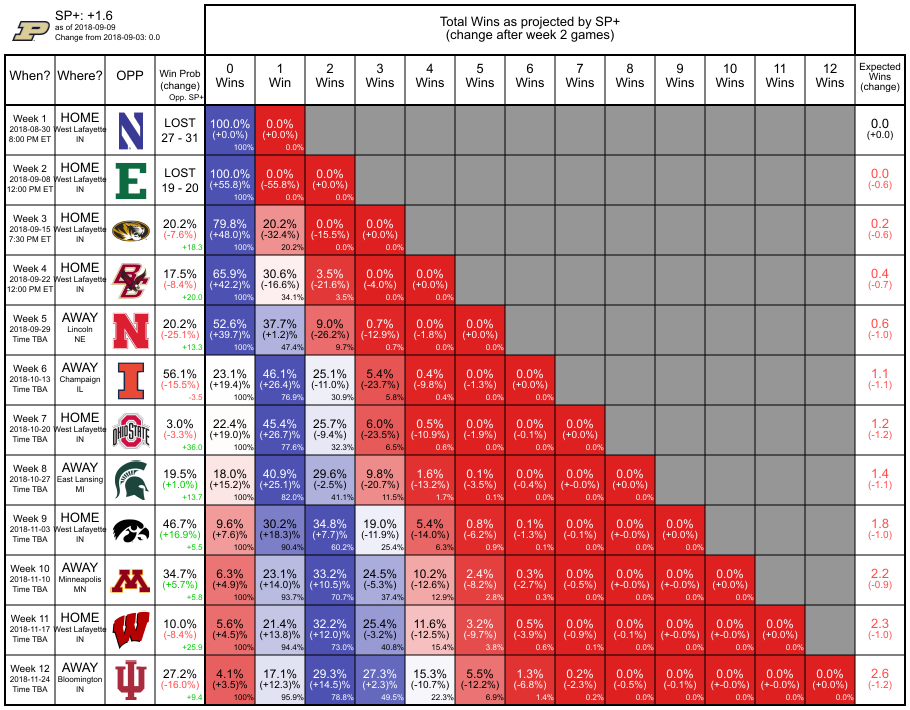 SP+: +1.6
as of 2018-09-09
Change from 2018-09-03: 0.0
Total Wins as projected by SP+
(change after week 2 games)
When? Where? OPP Win Prob (change) Opp. SP+ 0 Wins 1 Win 2 Wins 3 Wins 4 Wins 5 Wins 6 Wins 7 Wins 8 Wins 9 Wins 10 Wins 11 Wins 12 Wins Expected Wins (change)
Week 1 HOME LOST 100.0% 0.0% 0.0
2018-08-30 West Lafayette N 27 - 31 (+0.0%) (+0.0%) (+0.0)
8:00 PM ET IN 100% 0.0%
Week 2 HOME LOST 100.0% 0.0% 0.0% 0.0
2018-09-08 West Lafayette E 19 - 20 (+55.8%) (-55.8%) (+0.0%) (-0.6)
12:00 PM ET IN 100% 0.0% 0.0%
Week 3 HOME 20.2% 79.8% 20.2% 0.0% 0.0% 0.2
2018-09-15 West Lafayette (-7.6%) (+48.0%) (-32.4%) (-15.5%) (+0.0%) (-0.6)
7:30 PM ET IN +18.3 100% 20.2% 0.0% 0.0%
Week 4 HOME 17.5% 65.9% 30.6% 3.5% 0.0% 0.0% 0.4
2018-09-22 West Lafayette BC (-8.4%) (+42.2%) (-16.6%) (-21.6%) (-4.0%) (+0.0%) (-0.7)
12:00 PM ET IN +20.0 100% 34.1% 3.5% 0.0% 0.0%
Week 5 AWAY 20.2% 52.6% 37.7% 9.0% 0.7% 0.0% 0.0% 0.6
2018-09-29 Lincoln N (-25.1%) (+39.7%) (+1.2%) (-26.2%) (-12.9%) (-1.8%) (+0.0%) (-1.0)
Time TBA NE +13.3 100% 47.4% 9.7% 0.7% 0.0% 0.0%
Week 6 AWAY 56.1% 23.1% 46.1% 25.1% 5.4% 0.4% 0.0% 0.0% 1.1
2018-10-13 Champaign I (-15.5%) (+19.4%) (+26.4%) (-11.0%) (-23.7%) (-9.8%) (-1.3%) (+0.0%) (-1.1)
Time TBA IL -3.5 100% 76.9% 30.9% 5.8% 0.4% 0.0% 0.0%
Week 7 HOME 3.0% 22.4% 45.4% 25.7% 6.0% 0.5% 0.0% 0.0% 0.0% 1.2
2018-10-20 West Lafayette OHIO STATE (-3.3%) (+19.0%) (+26.7%) (-9.4%) (-23.5%) (-10.9%) (-1.9%) (-0.1%) (+0.0%) (-1.2)
Time TBA IN +36.0 100% 77.6% 32.3% 6.5% 0.6% 0.0% 0.0% 0.0%
Week 8 AWAY 19.5% 18.0% 40.9% 29.6% 9.8% 1.6% 0.1% 0.0% 0.0% 0.0% 1.4
2018-10-27 East Lansing (+1.0%) (+15.2%) (+25.1%) (-2.5%) (-20.7%) (-13.2%) (-3.5%) (-0.4%) (+-0.0%) (+0.0%) (-1.1)
Time TBA MI +13.7 100% 82.0% 41.1% 11.5% 1.7% 0.1% 0.0% 0.0% 0.0%
Week 9 HOME 46.7% 9.6% 30.2% 34.8% 19.0% 5.4% 0.8% 0.1% 0.0% 0.0% 0.0% 1.8
2018-11-03 West Lafayette (+16.9%) (+7.6%) (+18.3%) (+7.7%) (-11.9%) (-14.0%) (-6.2%) (-1.3%) (-0.1%) (+-0.0%) (+0.0%) (-1.0)
Time TBA IN +5.5 100% 90.4% 60.2% 25.4% 6.3% 0.9% 0.1% 0.0% 0.0% 0.0%
Week 10 AWAY 34.7% 6.3% 23.1% 33.2% 24.5% 10.2% 2.4% 0.3% 0.0% 0.0% 0.0% 0.0% 2.2
2018-11-10 Minneapolis M (+5.7%) (+4.9%) (+14.0%) (+10.5%) (-5.3%) (-12.6%) (-8.2%) (-2.7%) (-0.5%) (+-0.0%) (+-0.0%) (+0.0%) (-0.9)
Time TBA MN +5.8 100% 93.7% 70.7% 37.4% 12.9% 2.8% 0.3% 0.0% 0.0% 0.0% 0.0%
Week 11 HOME 10.0% 5.6% 21.4% 32.2% 25.4% 11.6% 3.2% 0.5% 0.0% 0.0% 0.0% 0.0% 0.0% 2.3
2018-11-17 West Lafayette W (-8.4%) (+4.5%) (+13.8%) (+12.0%) (-3.2%) (-12.5%) (-9.7%) (-3.9%) (-0.9%) (-0.1%) (+-0.0%) (+-0.0%) (+0.0%) (-1.0)
Time TBA IN +25.9 100% 94.4% 73.0% 40.8% 15.4% 3.8% 0.6% 0.1% 0.0% 0.0% 0.0% 0.0%
Week 12 AWAY 27.2% 4.1% 17.1% 29.3% 27.3% 15.3% 5.5% 1.3% 0.2% 0.0% 0.0% 0.0% 0.0% 0.0% 2.6
2018-11-24 Bloomington (-16.0%) (+3.5%) (+12.3%) (+14.5%) (+2.3%) (-10.7%) (-12.2%) (-6.8%) (-2.3%) (-0.5%) (-0.1%) (+-0.0%) (+-0.0%) (+0.0%) (-1.2)
Time TBA IN +9.4 100% 95.9% 78.8% 49.5% 22.3% 6.9% 1.4% 0.2% 0.0% 0.0% 0.0% 0.0% 0.0%